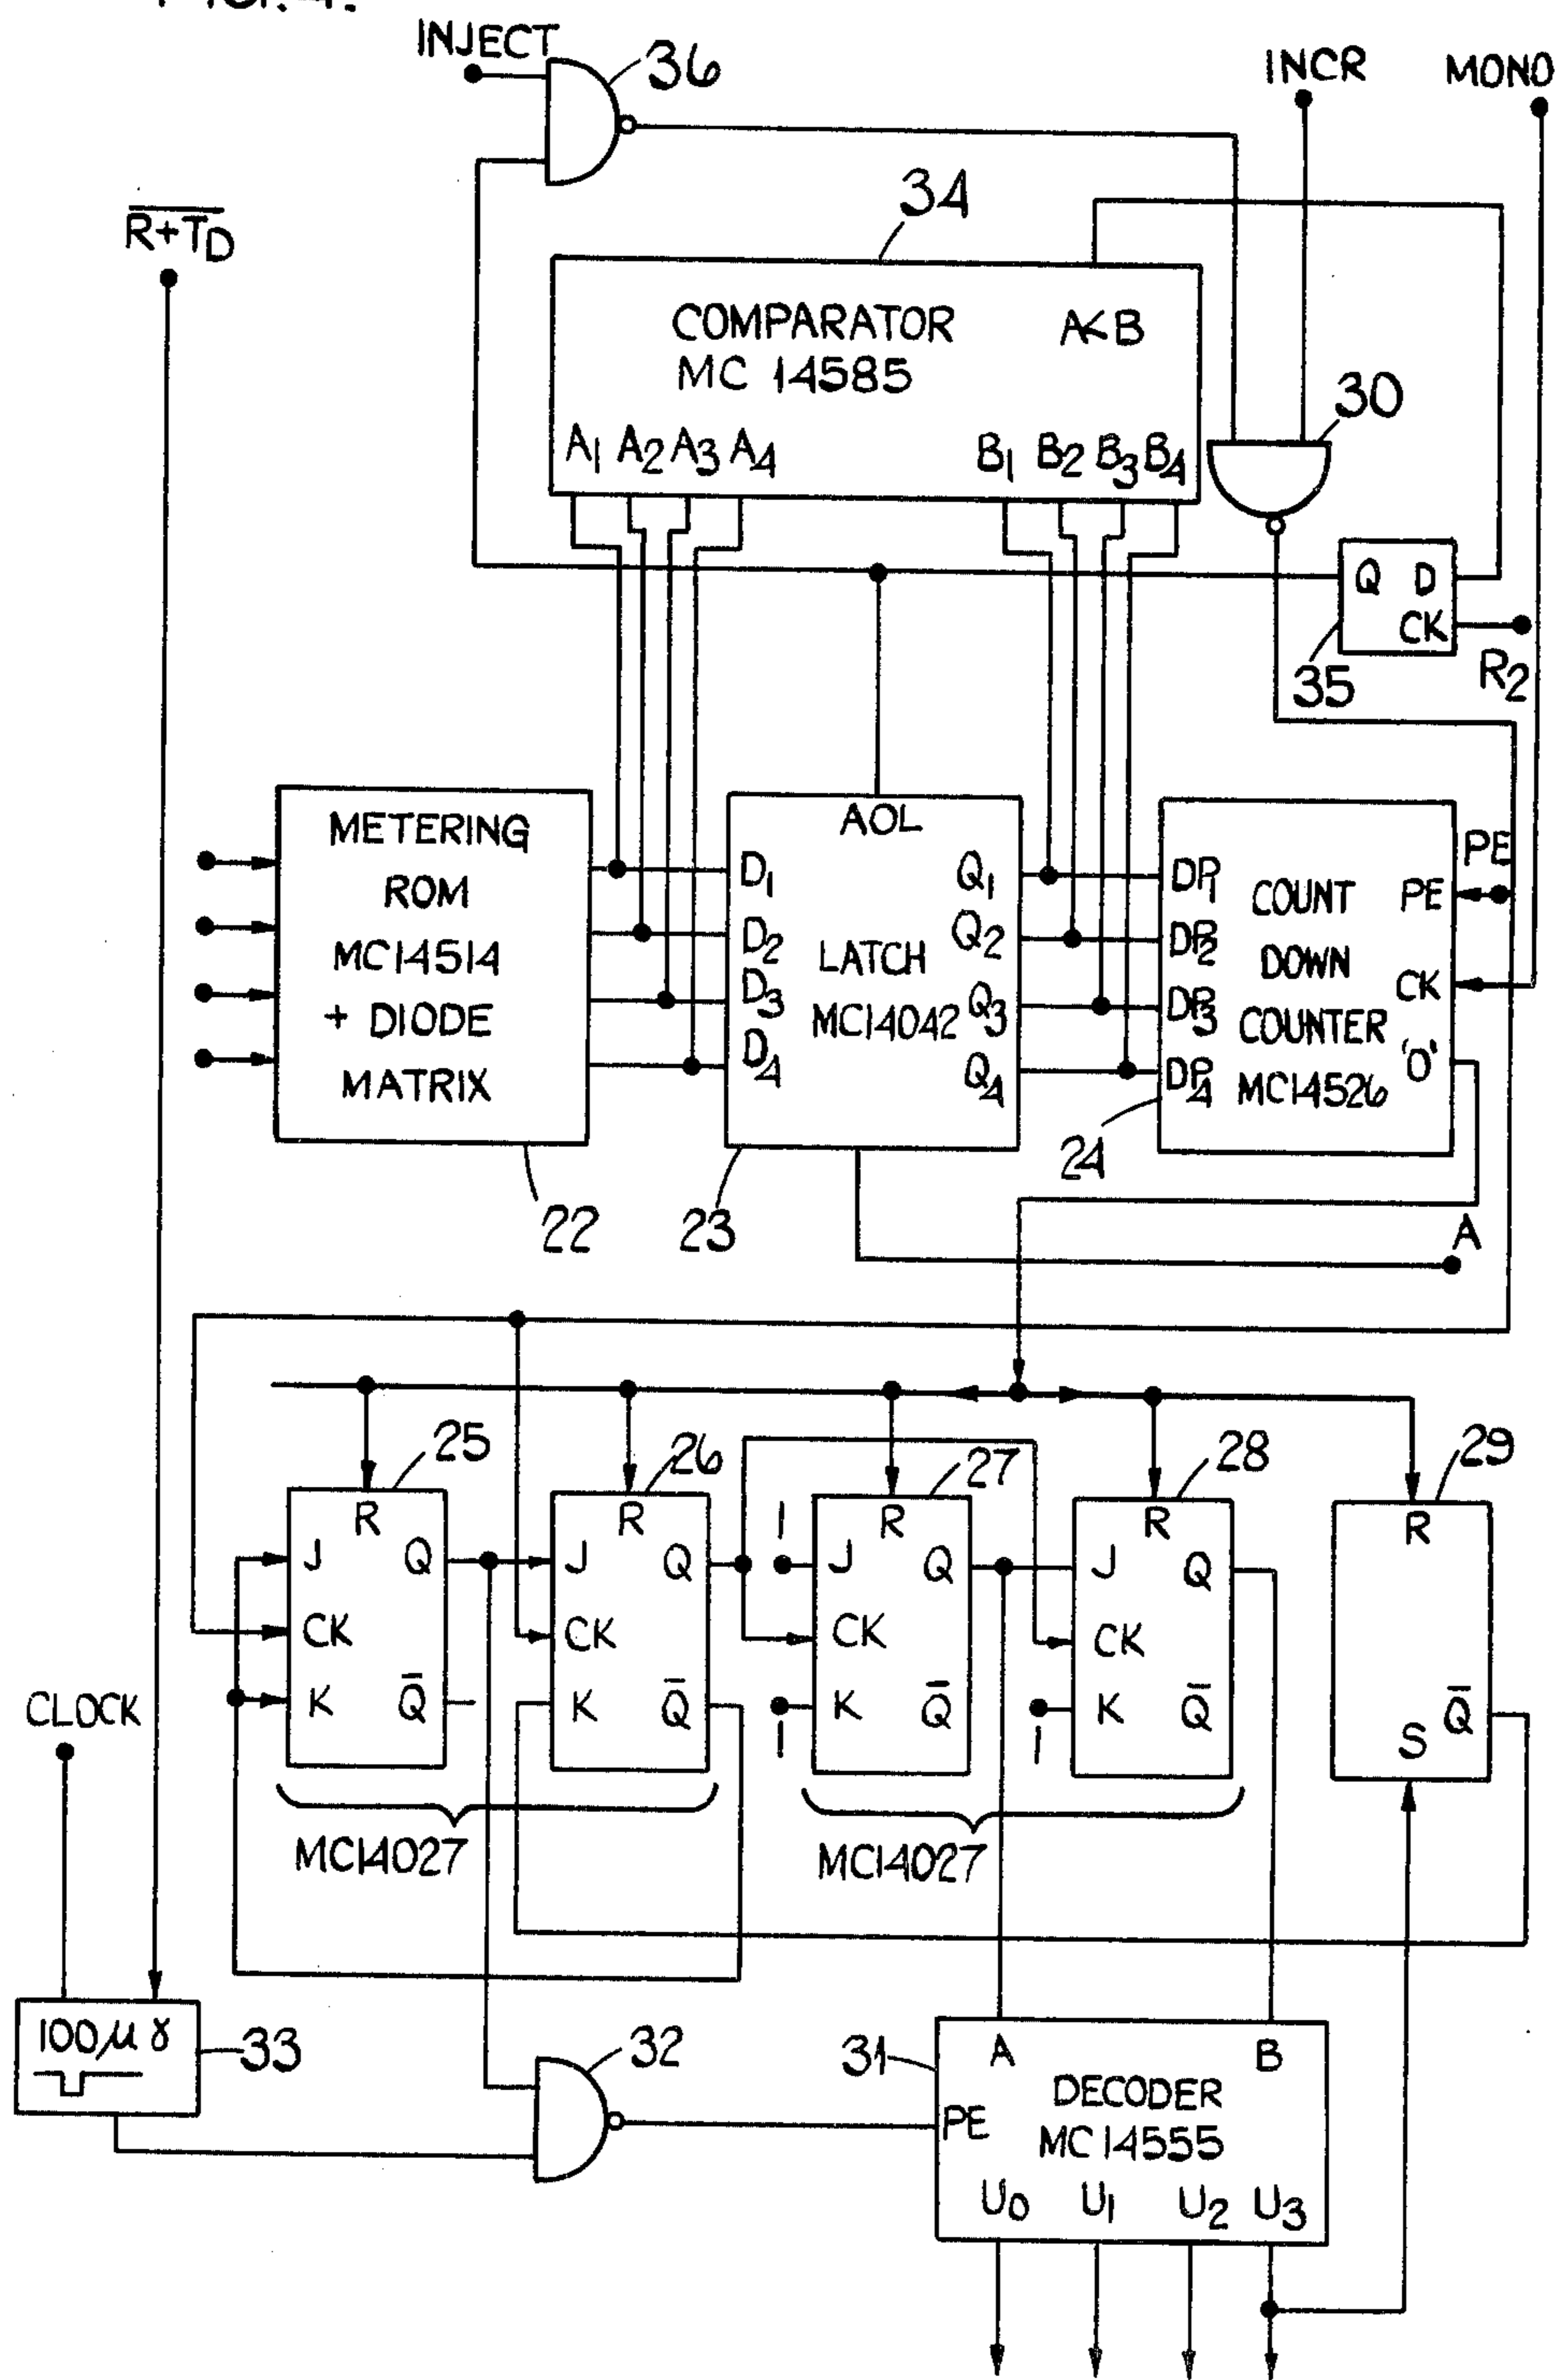 FIG. 4.
INJECT
36
INCR
MONO
34
R+TD
COMPARATOR
A<B
MC 14585
30
A1 A2 A3 A4
B1 B2 B3 B4
Q D
CK
35
R2
METERING
ROM
MC14514
+ DIODE
MATRIX
AOL
D1
D2
D3
D4
LATCH
MC14042
Q1
Q2
Q3
Q4
DP1
DP2
DP3
DP4
COUNT
DOWN
COUNTER
MC14526
PE
PE
CK
'0'
22
23
24
A
25
26
27
28
29
R
J Q
CK
K Q̅
R
J Q
CK
K Q̅
1
R
J Q
CK
K Q̅
1
R
J Q
CK
K Q̅
1
R
Q̅
S
CLOCK
MC14027
MC14027
100μγ
33
32
31
A B
DECODER
PE
MC14555
U0 U1 U2 U3